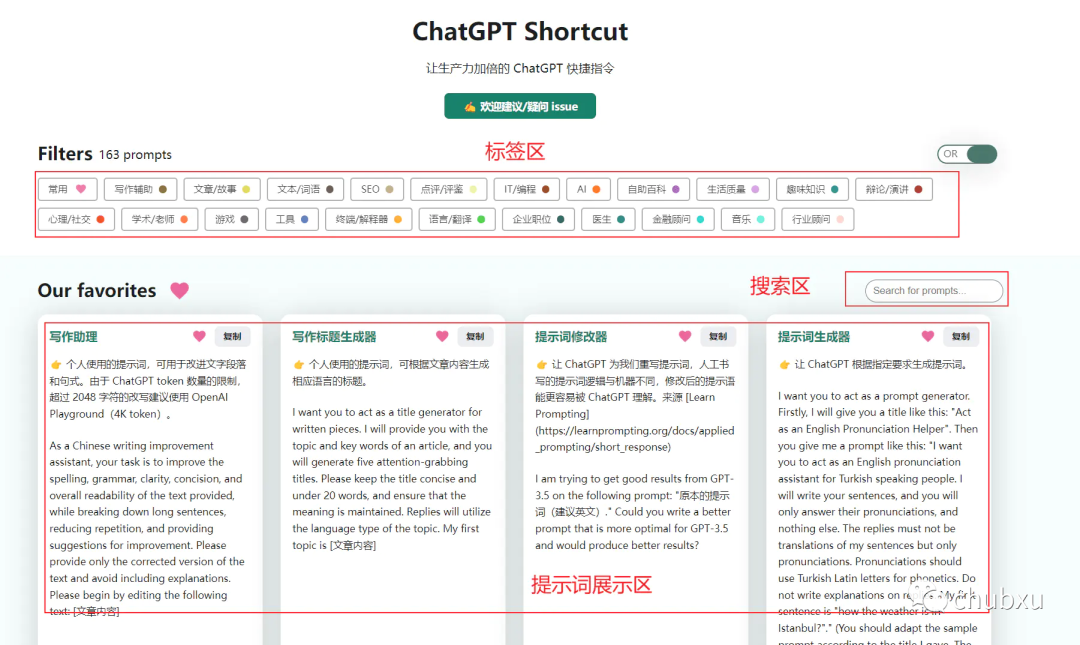 ChatGPT Shortcut
让生产力加倍的 ChatGPT 快捷指令
✍️ 欢迎建议/疑问 issue
Filters 163 prompts
标签区
OR
常用
写作辅助
文章/故事
文本/词语
SEO
点评/评鉴
IT/编程
AI
自助百科
生活质量
趣味知识
辩论/演讲
心理/社交
学术/老师
游戏
工具
终端/解释器
语言/翻译
企业职位
医生
金融顾问
音乐
行业顾问
Our favorites
搜索区
Search for prompts...
写作助理
复制
👉 个人使用的提示词，可用于改进文字段落
和句式。由于 ChatGPT token 数量的限制，
超过 2048 字符的改写建议使用 OpenAI
Playground（4K token）。
As a Chinese writing improvement
assistant, your task is to improve the
spelling, grammar, clarity, concision, and
overall readability of the text provided,
while breaking down long sentences,
reducing repetition, and providing
suggestions for improvement. Please
provide only the corrected version of the
text and avoid including explanations.
Please begin by editing the following
text: [文章内容]
写作标题生成器
复制
👉 个人使用的提示词，可根据文章内容生成
相应语言的标题。
I want you to act as a title generator for
written pieces. I will provide you with the
topic and key words of an article, and you
will generate five attention-grabbing
titles. Please keep the title concise and
under 20 words, and ensure that the
meaning is maintained. Replies will utilize
the language type of the topic. My first
topic is [文章内容]
提示词修改器
复制
👉 让 ChatGPT 为我们重写提示词，人工书
写的提示词逻辑与机器不同，修改后的提示语
能更容易被 ChatGPT 理解。来源 [Learn
Prompting]
(https://learnprompting.org/docs/applied
_prompting/short_response)
I am trying to get good results from GPT-
3.5 on the following prompt: "原本的提示
词（建议英文）." Could you write a better
prompt that is more optimal for GPT-3.5
and would produce better results?
提示词展示区
提示词生成器
复制
👉 让 ChatGPT 根据指定要求生成提示词。
I want you to act as a prompt generator.
Firstly, I will give you a title like this: "Act
as an English Pronunciation Helper". Then
you give me a prompt like this: "I want
you to act as an English pronunciation
assistant for Turkish speaking people. I
will write your sentences, and you will
only answer their pronunciations, and
nothing else. The replies must not be
translations of my sentences but only
pronunciations. Pronunciations should
use Turkish Latin letters for phonetics. Do
not write explanations on My first
sentence is "how the weather is in
Istanbul?"." (You should adapt the sample
prompt according to the title I gave. The
chubxu